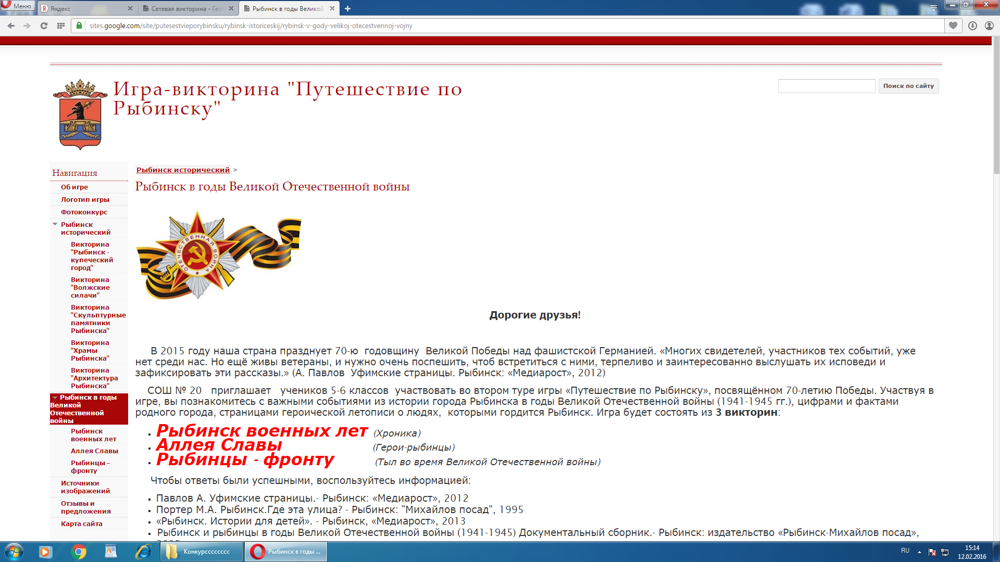 Меню
Яндекс
Сетевая викторина - Геог
Рыбинск в годы Великой
sites.google.com/site/putesestvieporybinsku/rybinsk-istoriceskij/rybinsk-v-gody-velikoj-otecestvennoj-vojny
Игра-викторина "Путешествие по
Рыбинску"
Поиск по сайту
Навигация
Об игре
Логотип игры
Фотоконкурс
Рыбинск
исторический
Викторина
"Рыбинск -
купеческий
город"
Викторина
"Волжские
силачи"
Викторина
"Скульптурные
памятники
Рыбинска"
Викторина
"Храмы
Рыбинска"
Викторина
"Архитектура
Рыбинска"
Рыбинск в годы
Великой
Отечественной
войны
Рыбинск
военных лет
Аллея Славы
Рыбинцы –
фронту
Источники
изображений
Отзывы и
предложения
Карта сайта
Рыбинск исторический >
Рыбинск в годы Великой Отечественной войны
ОТЕЧЕСТВЕННАЯ ВОЙНА
Дорогие друзья!
В 2015 году наша страна празднует 70-ю годовщину Великой Победы над фашистской Германией. «Многих свидетелей, участников тех событий, уже
нет среди нас. Но ещё живы ветераны, и нужно очень поспешить, чтоб встретиться с ними, терпеливо и заинтересованно выслушать их исповеди и
зафиксировать эти рассказы.» (А. Павлов Уфимские страницы. Рыбинск: «Медиарост», 2012)
СОШ № 20 приглашает учеников 5-6 классов участвовать во втором туре игры «Путешествие по Рыбинску», посвящённом 70-летию Победы. Участвуя в
игре, вы познакомитесь с важными событиями из истории города Рыбинска в годы Великой Отечественной войны (1941-1945 гг.), цифрами и фактами
родного города, страницами героической летописи о людях, которыми гордится Рыбинск. Игра будет состоять из 3 викторин:
Рыбинск военных лет (Хроника)
Аллея Славы (Герои-рыбинцы)
Рыбинцы - фронту (Тыл во время Великой Отечественной войны)
Чтобы ответы были успешными, воспользуйтесь информацией:
Павлов А. Уфимские страницы.- Рыбинск: «Медиарост», 2012
Портер М.А. Рыбинск.Где эта улица? - Рыбинск: "Михайлов посад", 1995
«Рыбинск. Истории для детей». - Рыбинск, «Медиарост», 2013
Рыбинск и рыбинцы в годы Великой Отечественной войны (1941-1945) Документальный сборник.- Рыбинск: издательство «Рыбинск-Михайлов посад»,
Конкурсссссссс
Рыбинск в годы ...
RU
15:14
12.02.2016